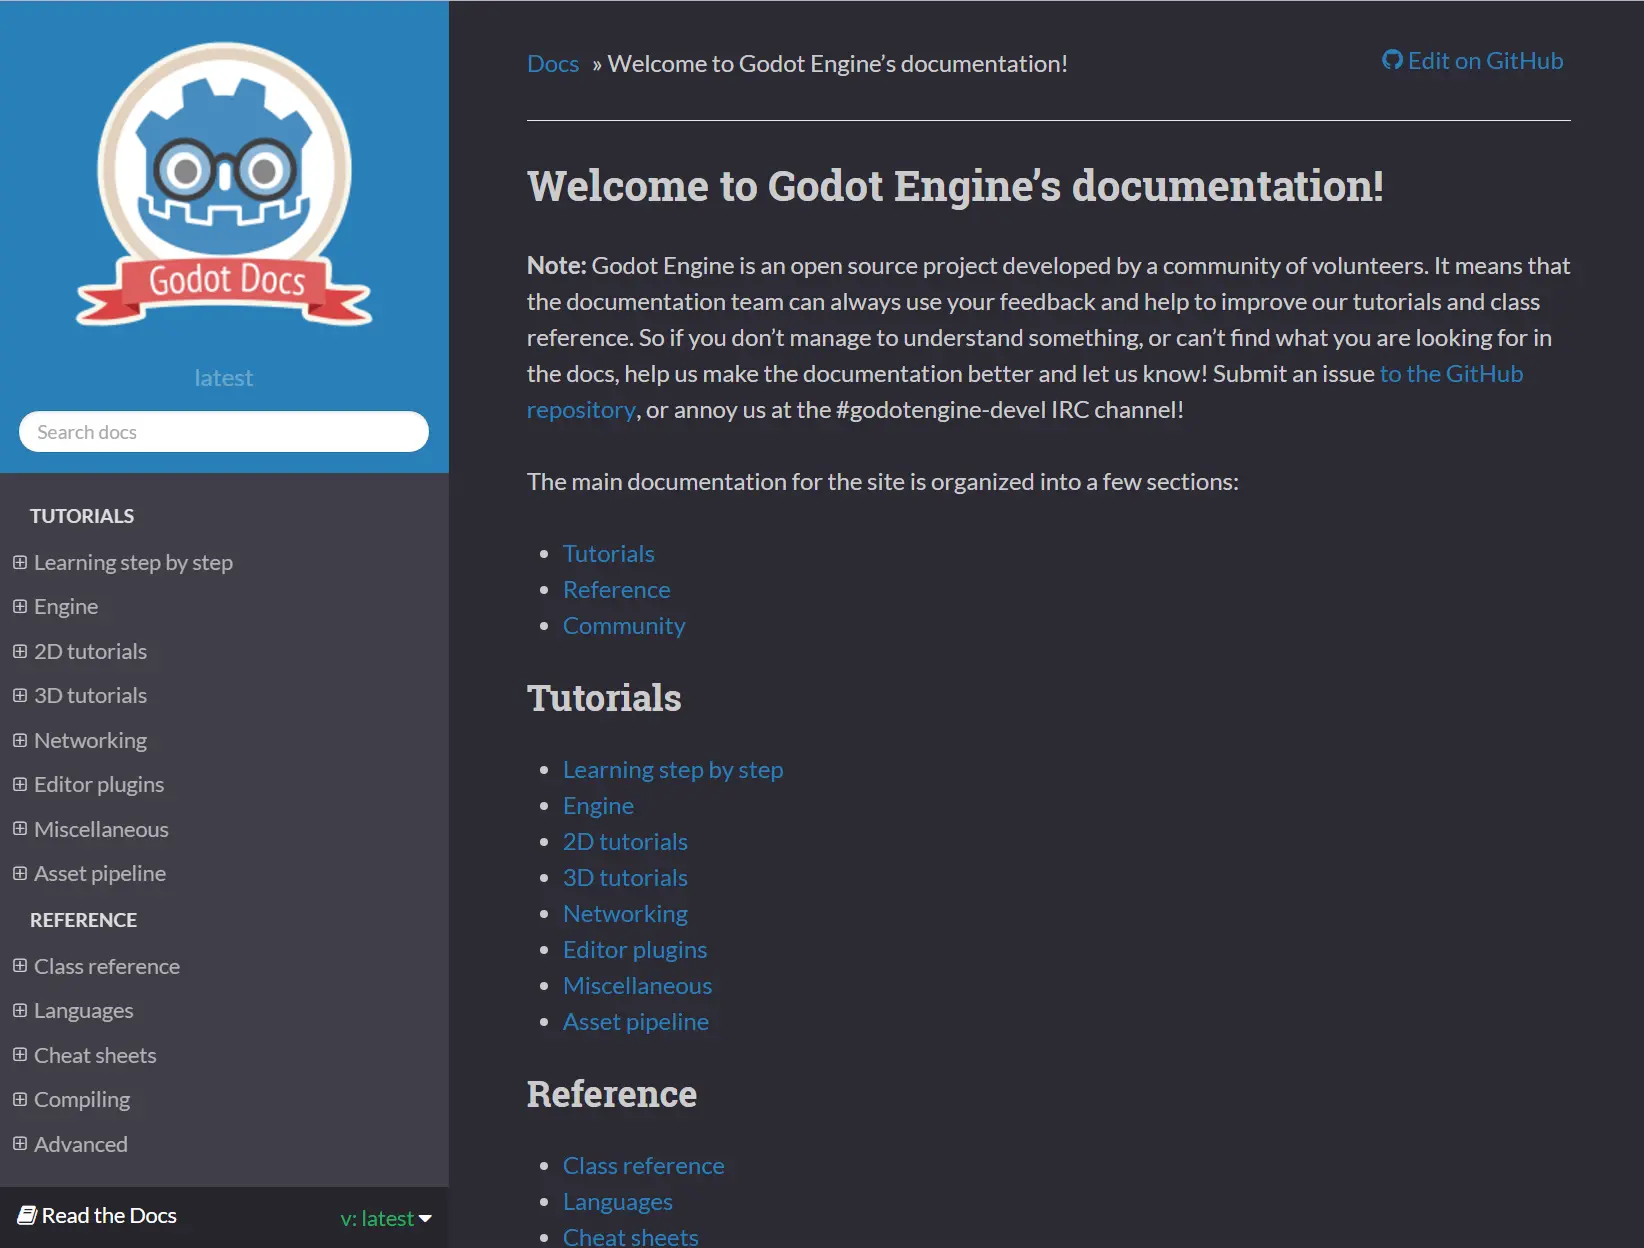 Godot Docs
latest
Search docs
TUTORIALS
Learning step by step
Engine
2D tutorials
3D tutorials
Networking
Editor plugins
Miscellaneous
Asset pipeline
REFERENCE
Class reference
Languages
Cheat sheets
Compiling
Advanced
Read the Docs
v: latest
Docs » Welcome to Godot Engine’s documentation!
Edit on GitHub
Welcome to Godot Engine’s documentation!
Note: Godot Engine is an open source project developed by a community of volunteers. It means that
the documentation team can always use your feedback and help to improve our tutorials and class
reference. So if you don’t manage to understand something, or can’t find what you are looking for in
the docs, help us make the documentation better and let us know! Submit an issue to the GitHub
repository, or annoy us at the #godotengine-devel IRC channel!
The main documentation for the site is organized into a few sections:
Tutorials
Reference
Community
Tutorials
Learning step by step
Engine
2D tutorials
3D tutorials
Networking
Editor plugins
Miscellaneous
Asset pipeline
Reference
Class reference
Languages
Cheat sheets